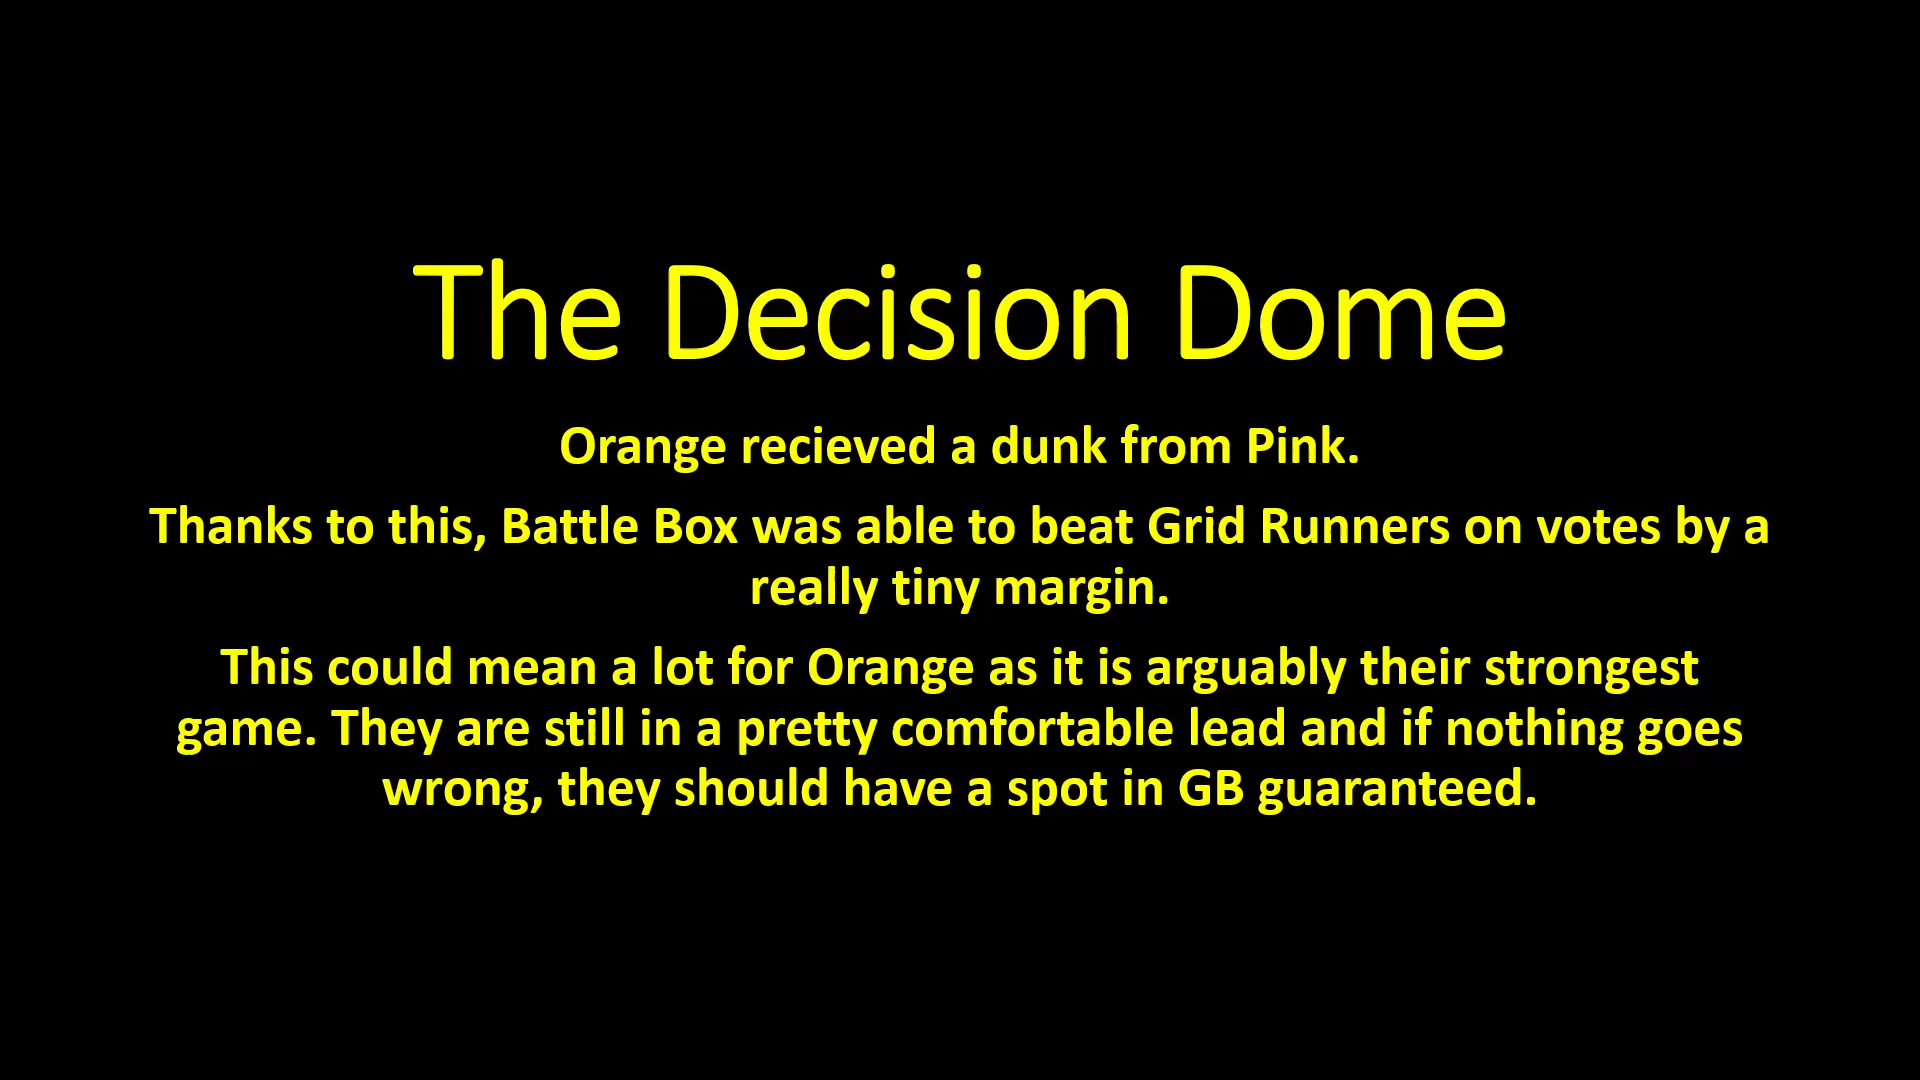 The Decision Dome
Orange recieved a dunk from Pink.
Thanks to this, Battle Box was able to beat Grid Runners on votes by a
really tiny margin.
This could mean a lot for Orange as it is arguably their strongest
game. They are still in a pretty comfortable lead and if nothing goes
wrong, they should have a spot in GB guaranteed.